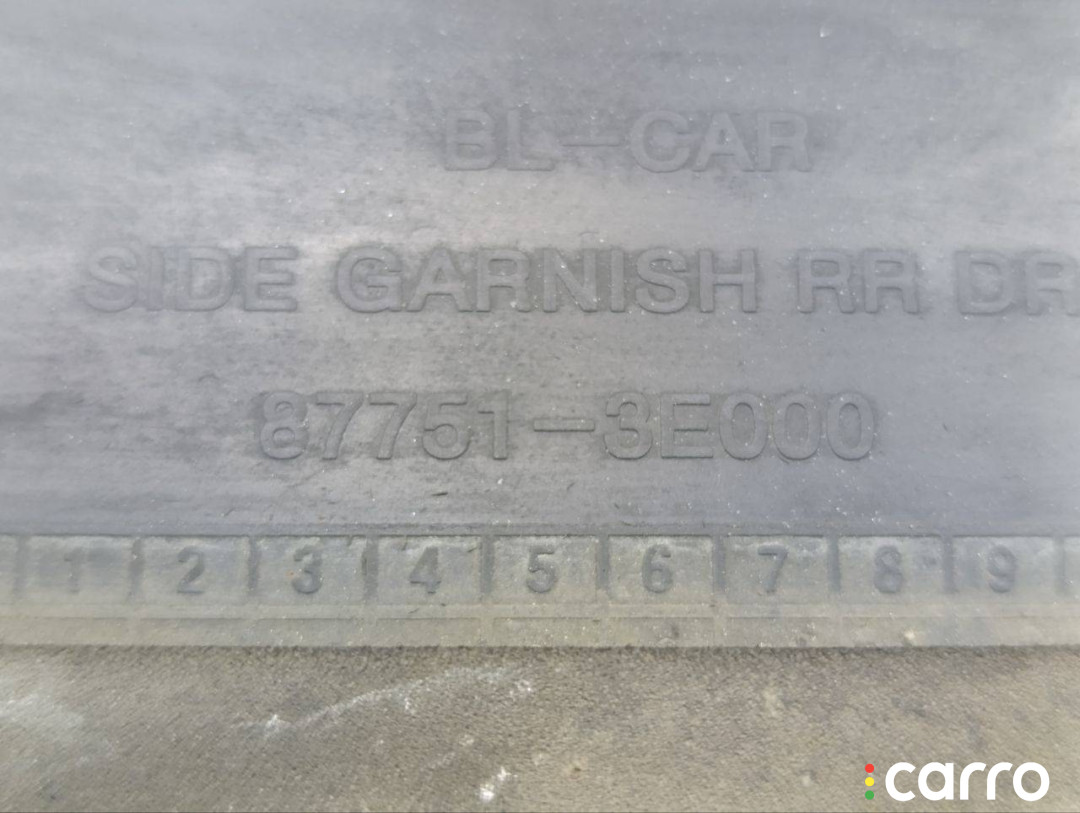 BL-CAR
SIDE GARNISH RR DR
87751-3E000
1 2 3 4 5 6 7 8 9
carro